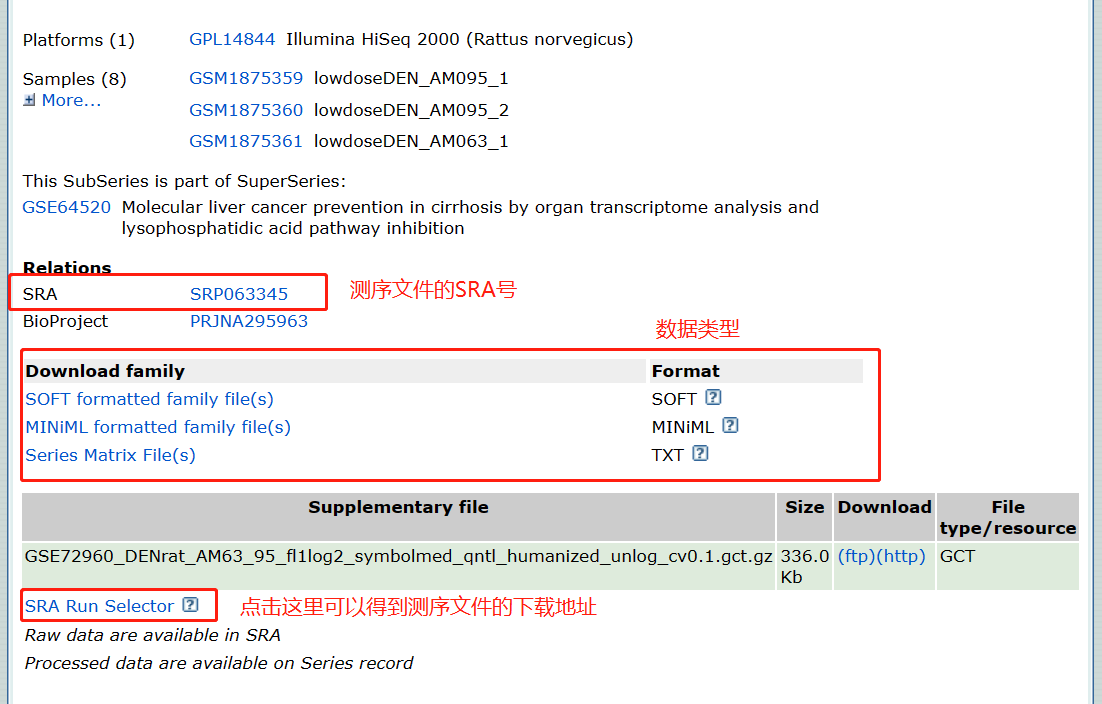 Platforms (1) GPL14844 Illumina HiSeq 2000 (Rattus norvegicus)
Samples (8) GSM1875359 lowdoseDEN_AM095_1
More...
GSM1875360 lowdoseDEN_AM095_2
GSM1875361 lowdoseDEN_AM063_1
This SubSeries is part of SuperSeries:
GSE64520 Molecular liver cancer prevention in cirrhosis by organ transcriptome analysis and
lysophosphatidic acid pathway inhibition
Relations
SRA SRP063345 测序文件的SRA号
BioProject PRJNA295963
数据类型
Download family Format
SOFT formatted family file(s) SOFT ?
MINiML formatted family file(s) MINiML ?
Series Matrix File(s) TXT ?
Supplementary file Size Download File
type/resource
GSE72960_DENrat_AM63_95_fl1log2_symbolmed_qntl_humanized_unlog_cv0.1.gct.gz 336.0 (ftp)(http) GCT
Kb
SRA Run Selector ? 点击这里可以得到测序文件的下载地址
Raw data are available in SRA
Processed data are available on Series record